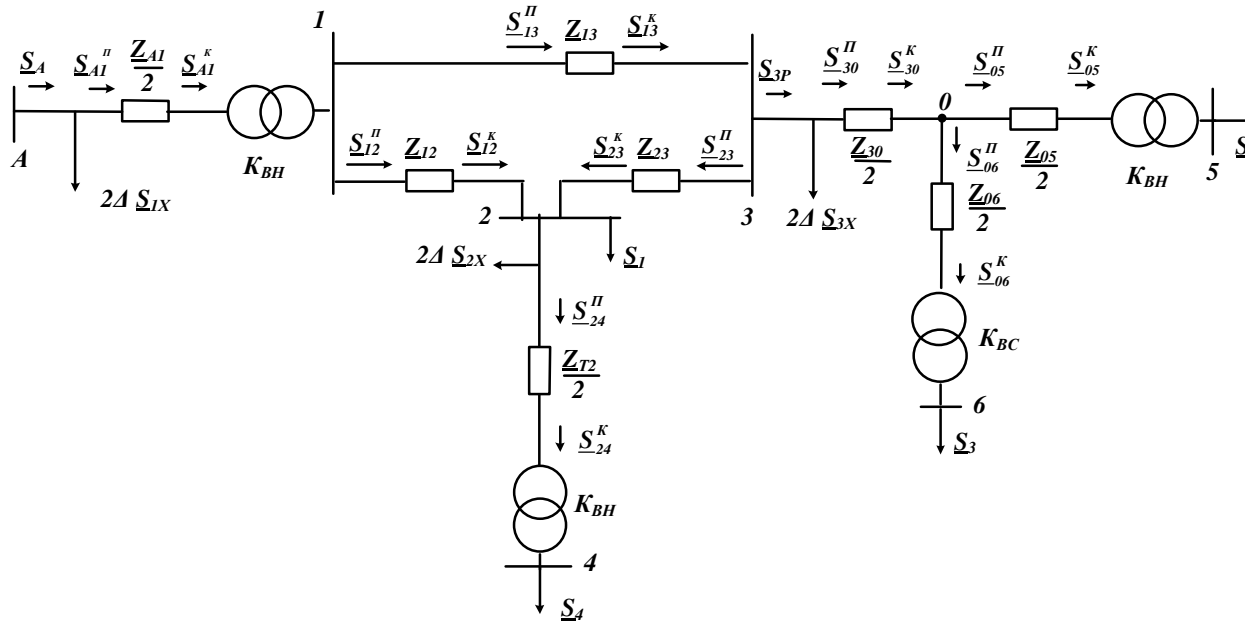 1
S_13^П
Z_13
S_13^К
S_A
S_A1^П
Z_A1/2
S_A1^К
S_3P
S_30^П
S_30^К
0
S_05^П
S_05^К
A
K_ВН
S_12^П
Z_12
S_12^К
S_23^К
Z_23
S_23^П
Z_30/2
S_06^П
Z_05/2
K_ВН
5
S
2Δ S_1X
2
3
2Δ S_3X
Z_06/2
2Δ S_2X
S_1
S_06^К
S_24^П
K_ВС
Z_T2/2
6
S_24^К
S_3
K_ВН
4
S_4